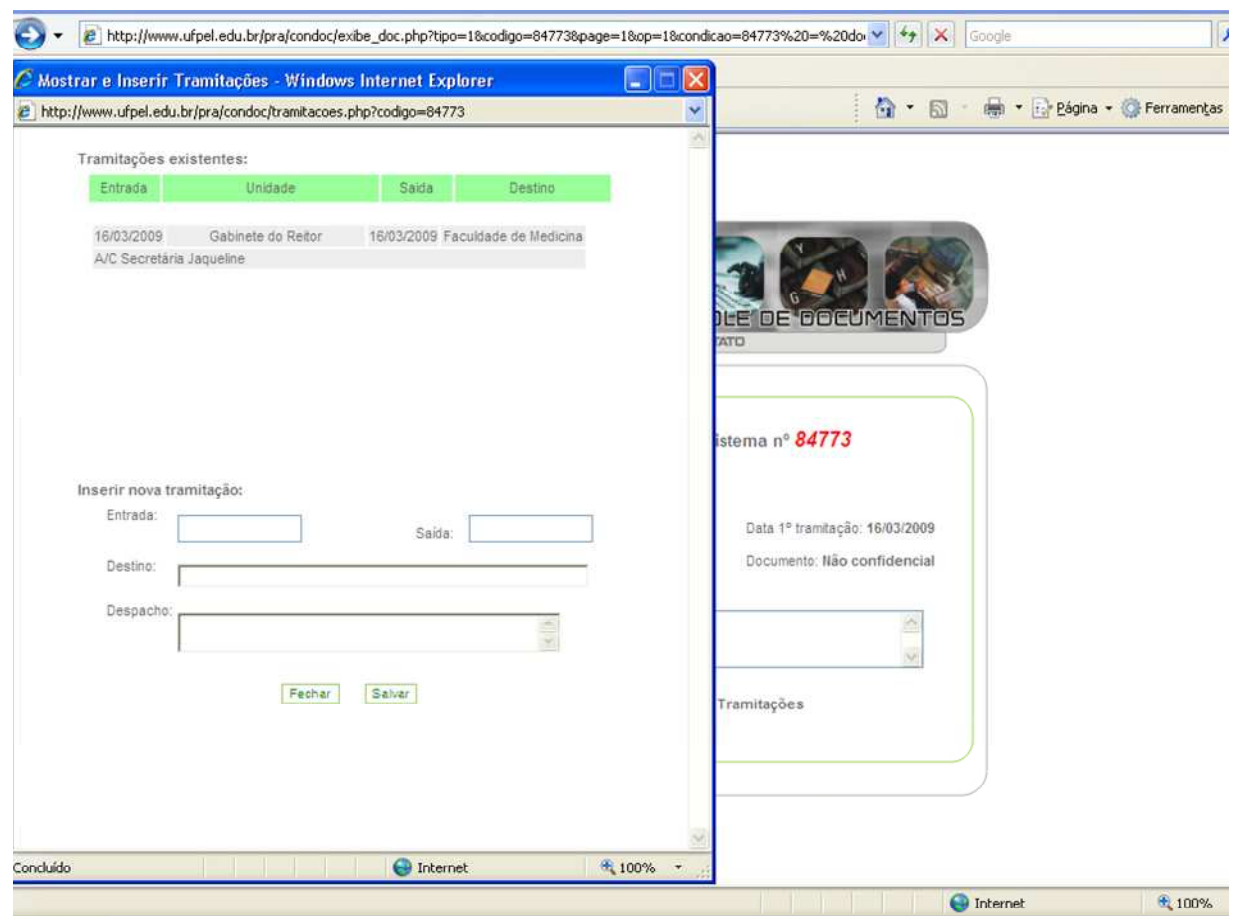 http://www.ufpel.edu.br/pra/condoc/exibe_doc.php?tipo=1&codigo=84773&page=1&op=1&condicao=84773%20=%20do
Google
Mostrar e Inserir Tramitações - Windows Internet Explorer
http://www.ufpel.edu.br/pra/condoc/tramitacoes.php?codigo=84773
Página
Ferramentas
Tramitações existentes:
Entrada Unidade Saida Destino
16/03/2009 Gabinete do Reitor 16/03/2009 Faculdade de Medicina
A/C Secretária Jaqueline
Y
G H
OLE DE DOCUMENTOS
TATO
istema nº 84773
Inserir nova tramitação:
Entrada:
Saída:
Data 1º tramitação: 16/03/2009
Destino:
Documento: Não confidencial
Despacho:
Fechar Salvar
Tramitações
Concluído Internet 100%
Internet 100%